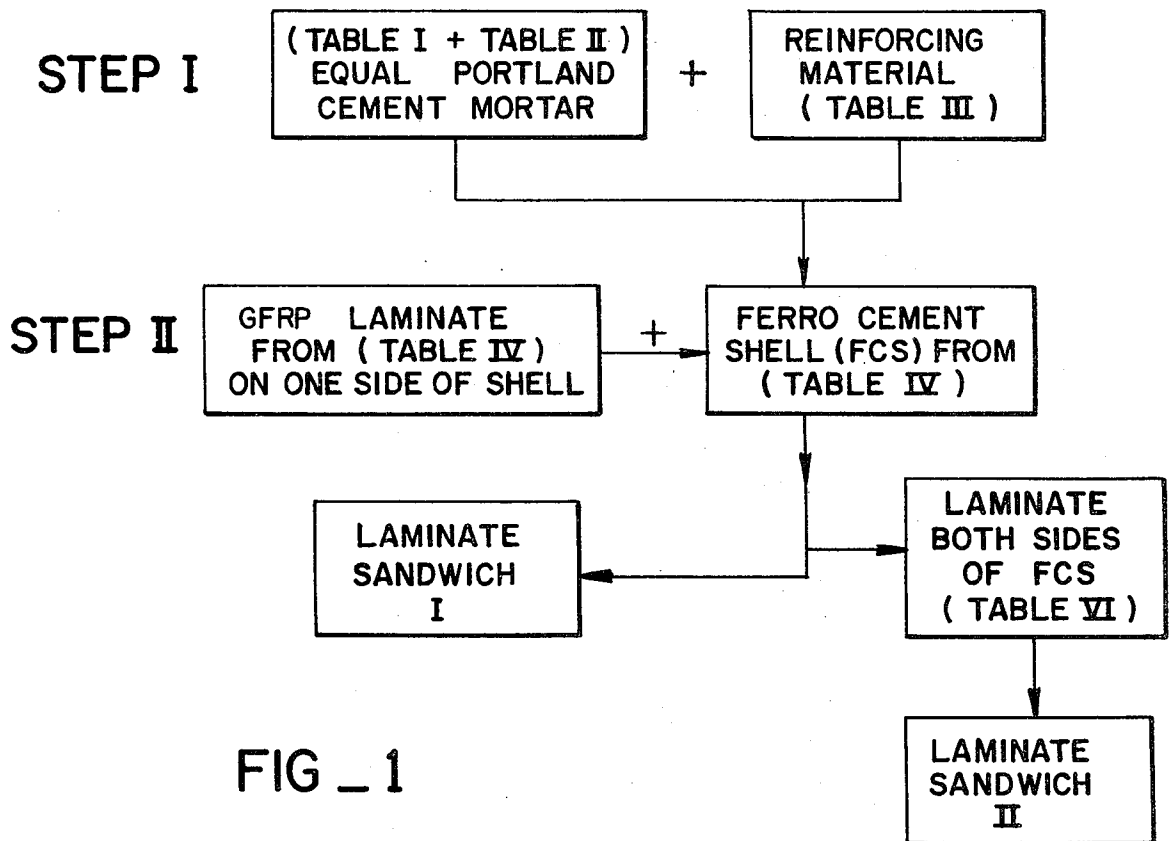 STEP I
(TABLE I + TABLE II)
EQUAL PORTLAND
CEMENT MORTAR
+
REINFORCING
MATERIAL
(TABLE III)
STEP II
GFRP LAMINATE
FROM (TABLE IV)
ON ONE SIDE OF SHELL
+
FERRO CEMENT
SHELL (FCS) FROM
(TABLE IV)
LAMINATE
SANDWICH
I
LAMINATE
BOTH SIDES
OF FCS
(TABLE VI)
LAMINATE
SANDWICH
II
FIG_1